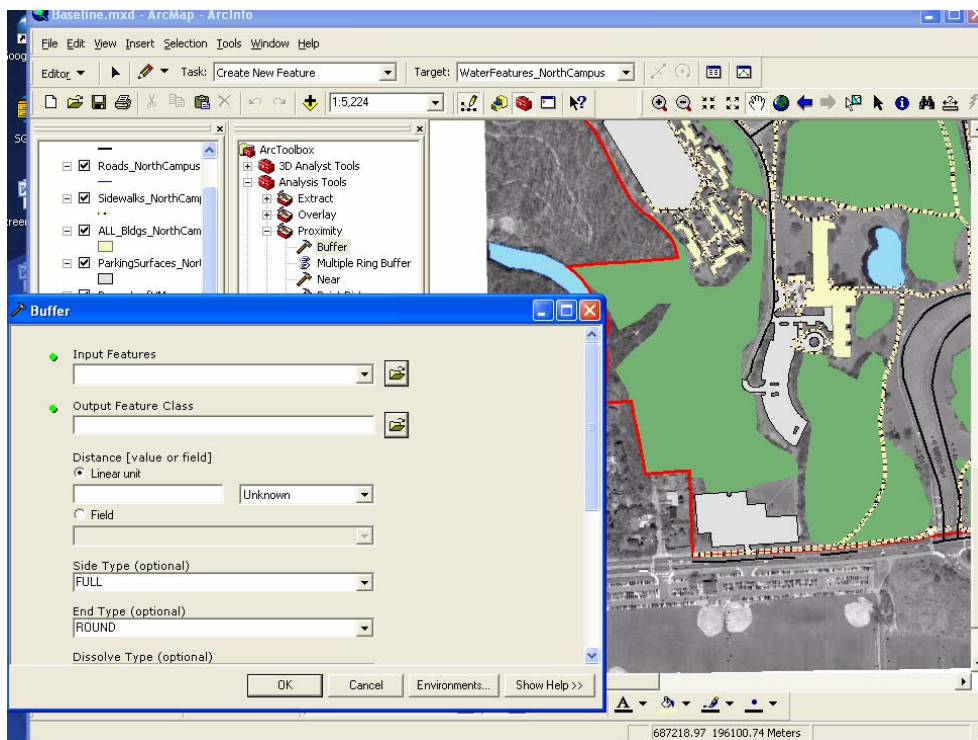 Baseline.mxd - ArcMap - ArcInfo
File Edit View Insert Selection Tools Window Help
Editor Task: Create New Feature Target: WaterFeatures_NorthCampus
1:5,224
Roads_NorthCampus
Sidewalks_NorthCam
ALL_Bldgs_NorthCam
ParkingSurfaces_Nor
ArcToolbox
3D Analyst Tools
Analysis Tools
Extract
Overlay
Proximity
Buffer
Multiple Ring Buffer
Near
Buffer
Input Features
Output Feature Class
Distance [value or field]
Linear unit
Unknown
Field
Side Type (optional)
FULL
End Type (optional)
ROUND
Dissolve Type (optional)
OK Cancel Environments... Show Help >>
A
687218.97 196100.74 Meters